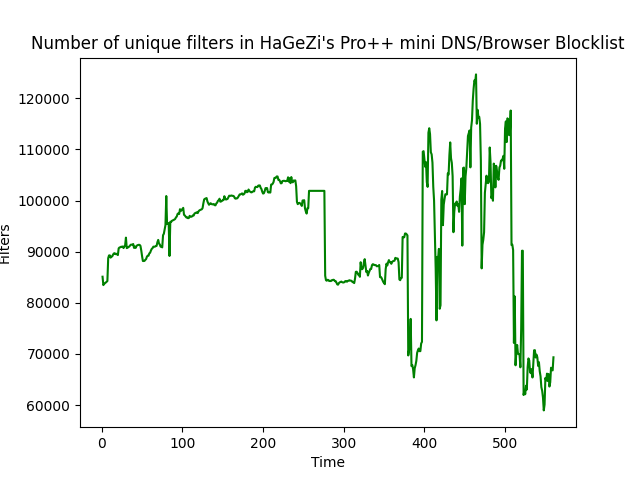 Number of unique filters in HaGeZi's Pro++ mini DNS/Browser Blocklist
120000
110000
100000
90000
80000
70000
60000
Filters
0 100 200 300 400 500
Time